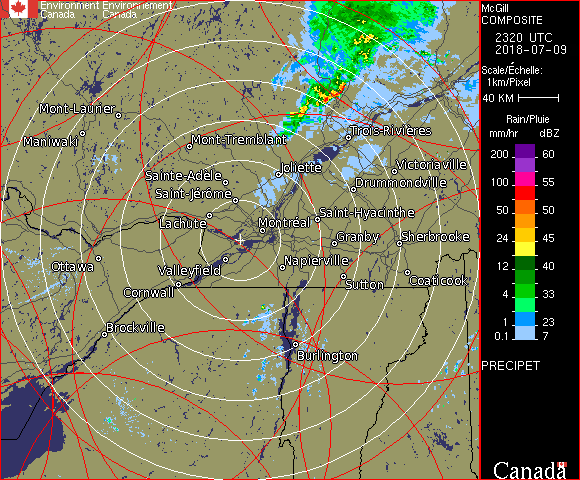 Environment Environnement
Canada Canada
Mont-Laurier
Maniwaki
Mont-Tremblant
Trois-Rivières
Joliette
Victoriaville
Sainte-Adèle
Drummondville
Saint-Jérôme
Saint-Hyacinthe
Lachute
Montréal
Granby
Sherbrooke
Ottawa
Valleyfield
Napierville
Cornwall
Sutton
Coaticook
Brockville
Burlington
McGill
COMPOSITE
2320 UTC
2018-07-09
Scale/Échelle:
1km/Pixel
40 KM
Rain/Pluie
mm/hr dBZ
200 60
100 55
50 50
24 45
12 40
4 33
1 23
0.1 7
PRECIPET
Canada